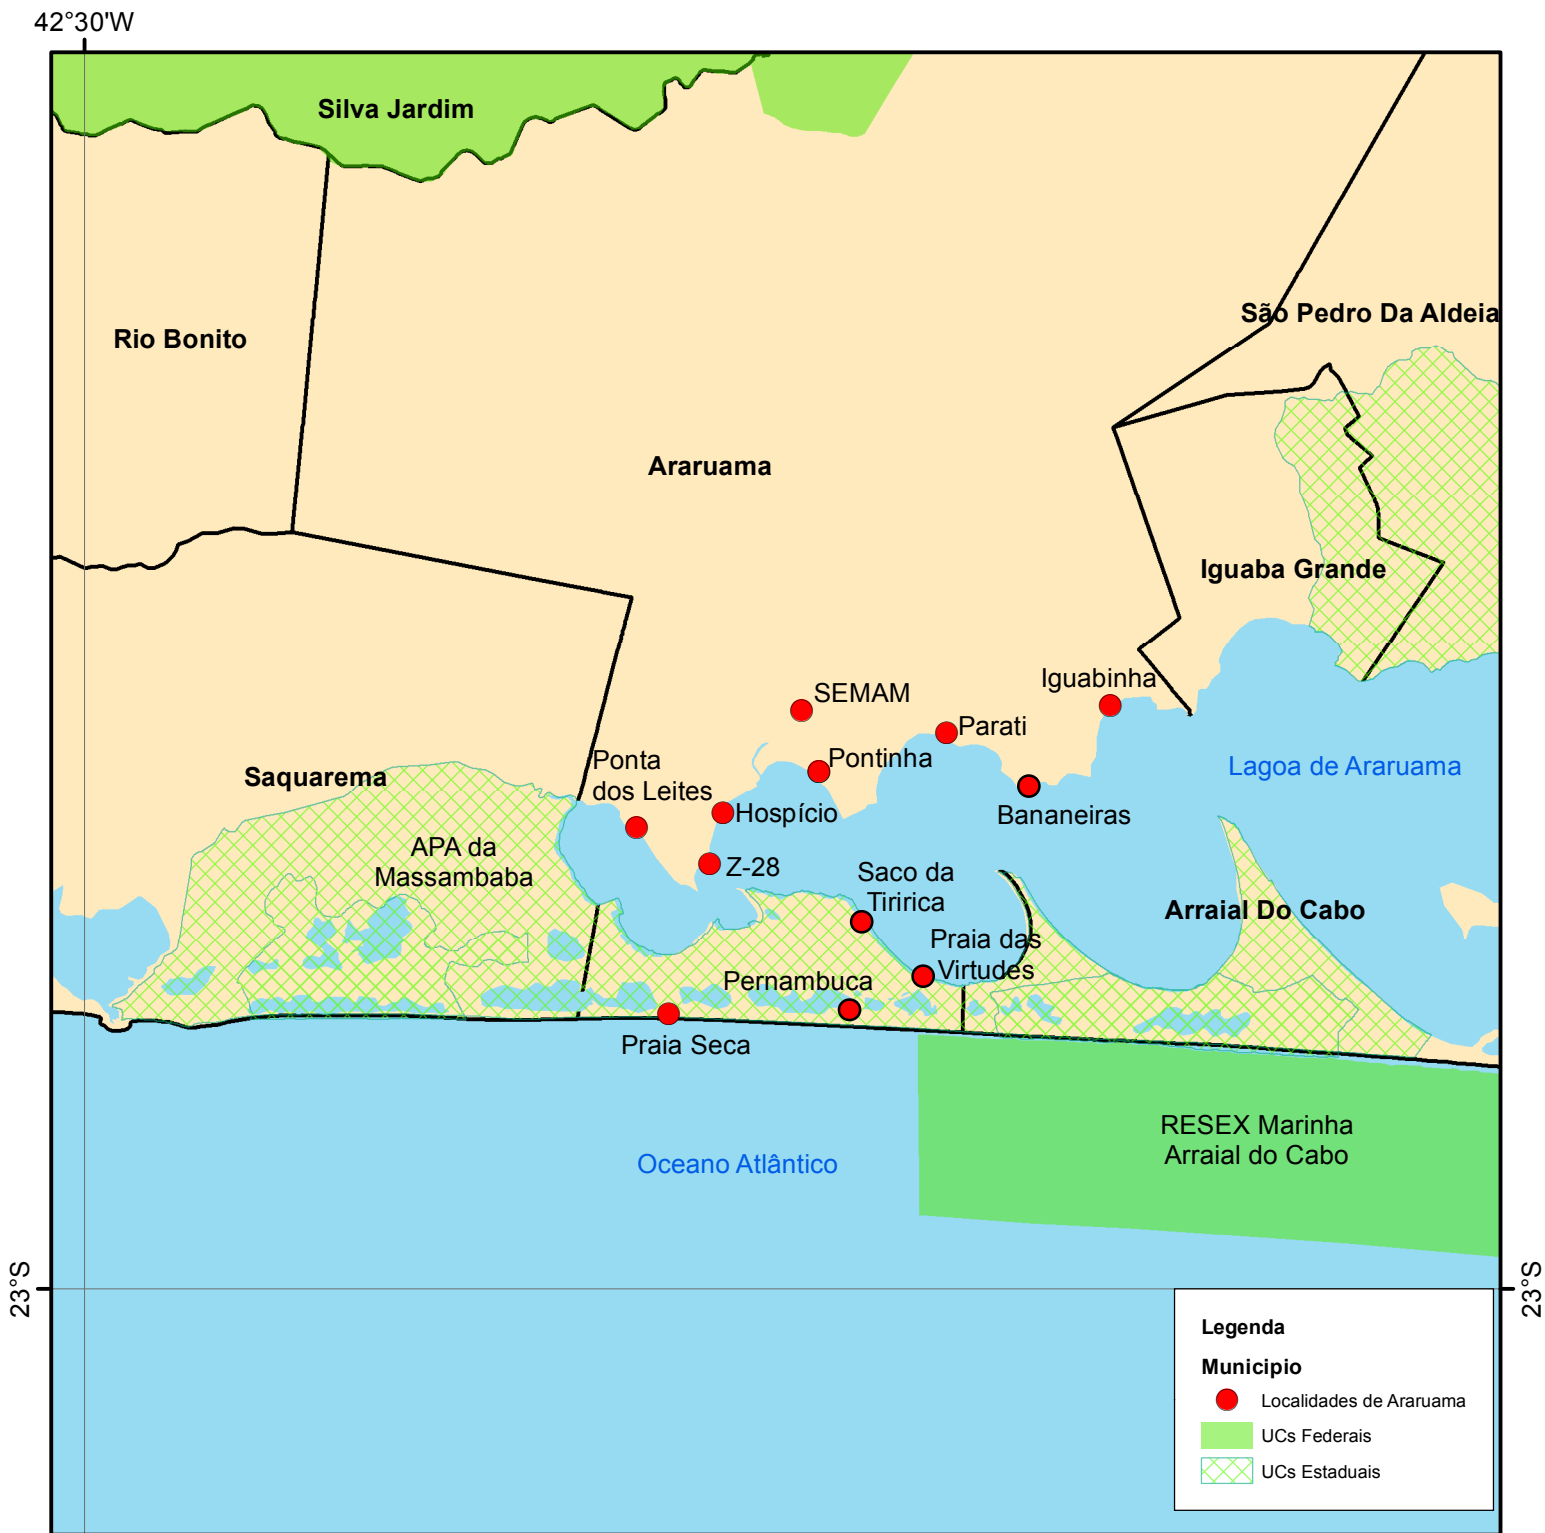 42°30'W
Silva Jardim
São Pedro Da Aldeia
Rio Bonito
Araruama
Iguaba Grande
Iguabinha
SEMAM
Parati
Ponta
dos Leites
Pontinha
Lagoa de Araruama
Saquarema
Hospício
Bananeiras
APA da
Massambaba
Z-28
Saco da
Tiririca
Arraial Do Cabo
Praia das
Virtudes
Pernambuca
Praia Seca
RESEX Marinha
Arraial do Cabo
Oceano Atlântico
23°S
23°S
Legenda
Municipio
Localidades de Araruama
UCs Federais
UCs Estaduais